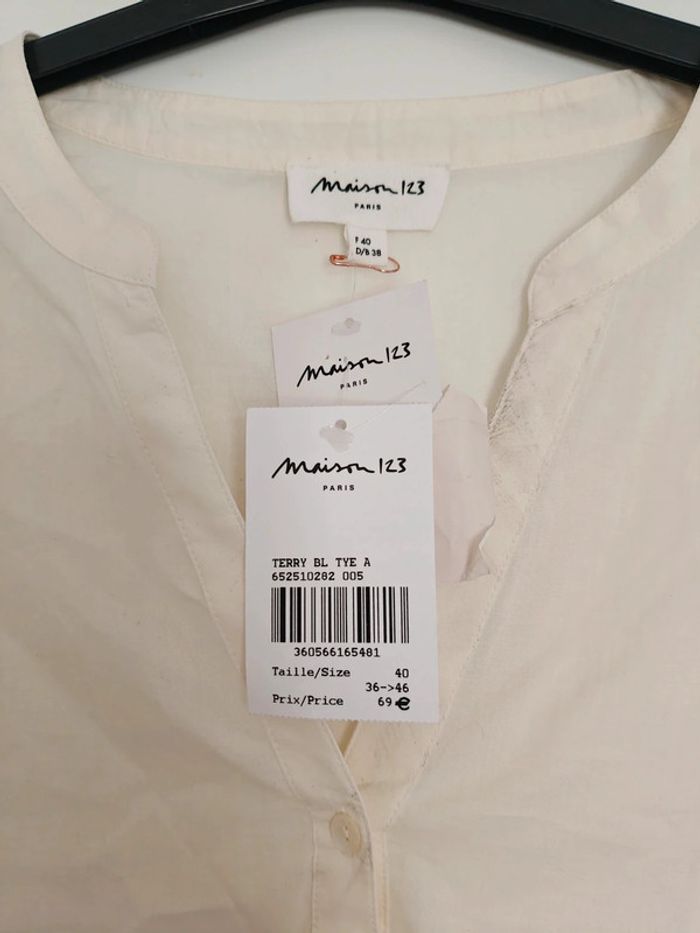 maison 123
PARIS
F 40
D/B 38
maison 123
PARIS
maison 123
PARIS
TERRY BL TYE A
652510282 005
360566165481
Taille/Size 40
36->46
Prix/Price 69€